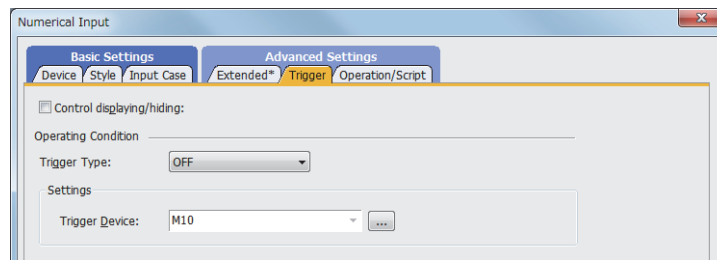 Numerical Input
Basic Settings Advanced Settings
Device Style Input Case Extended* Trigger Operation/Script
Control displaying/hiding:
Operating Condition
Trigger Type: OFF
Settings
Trigger Device: M10 ...